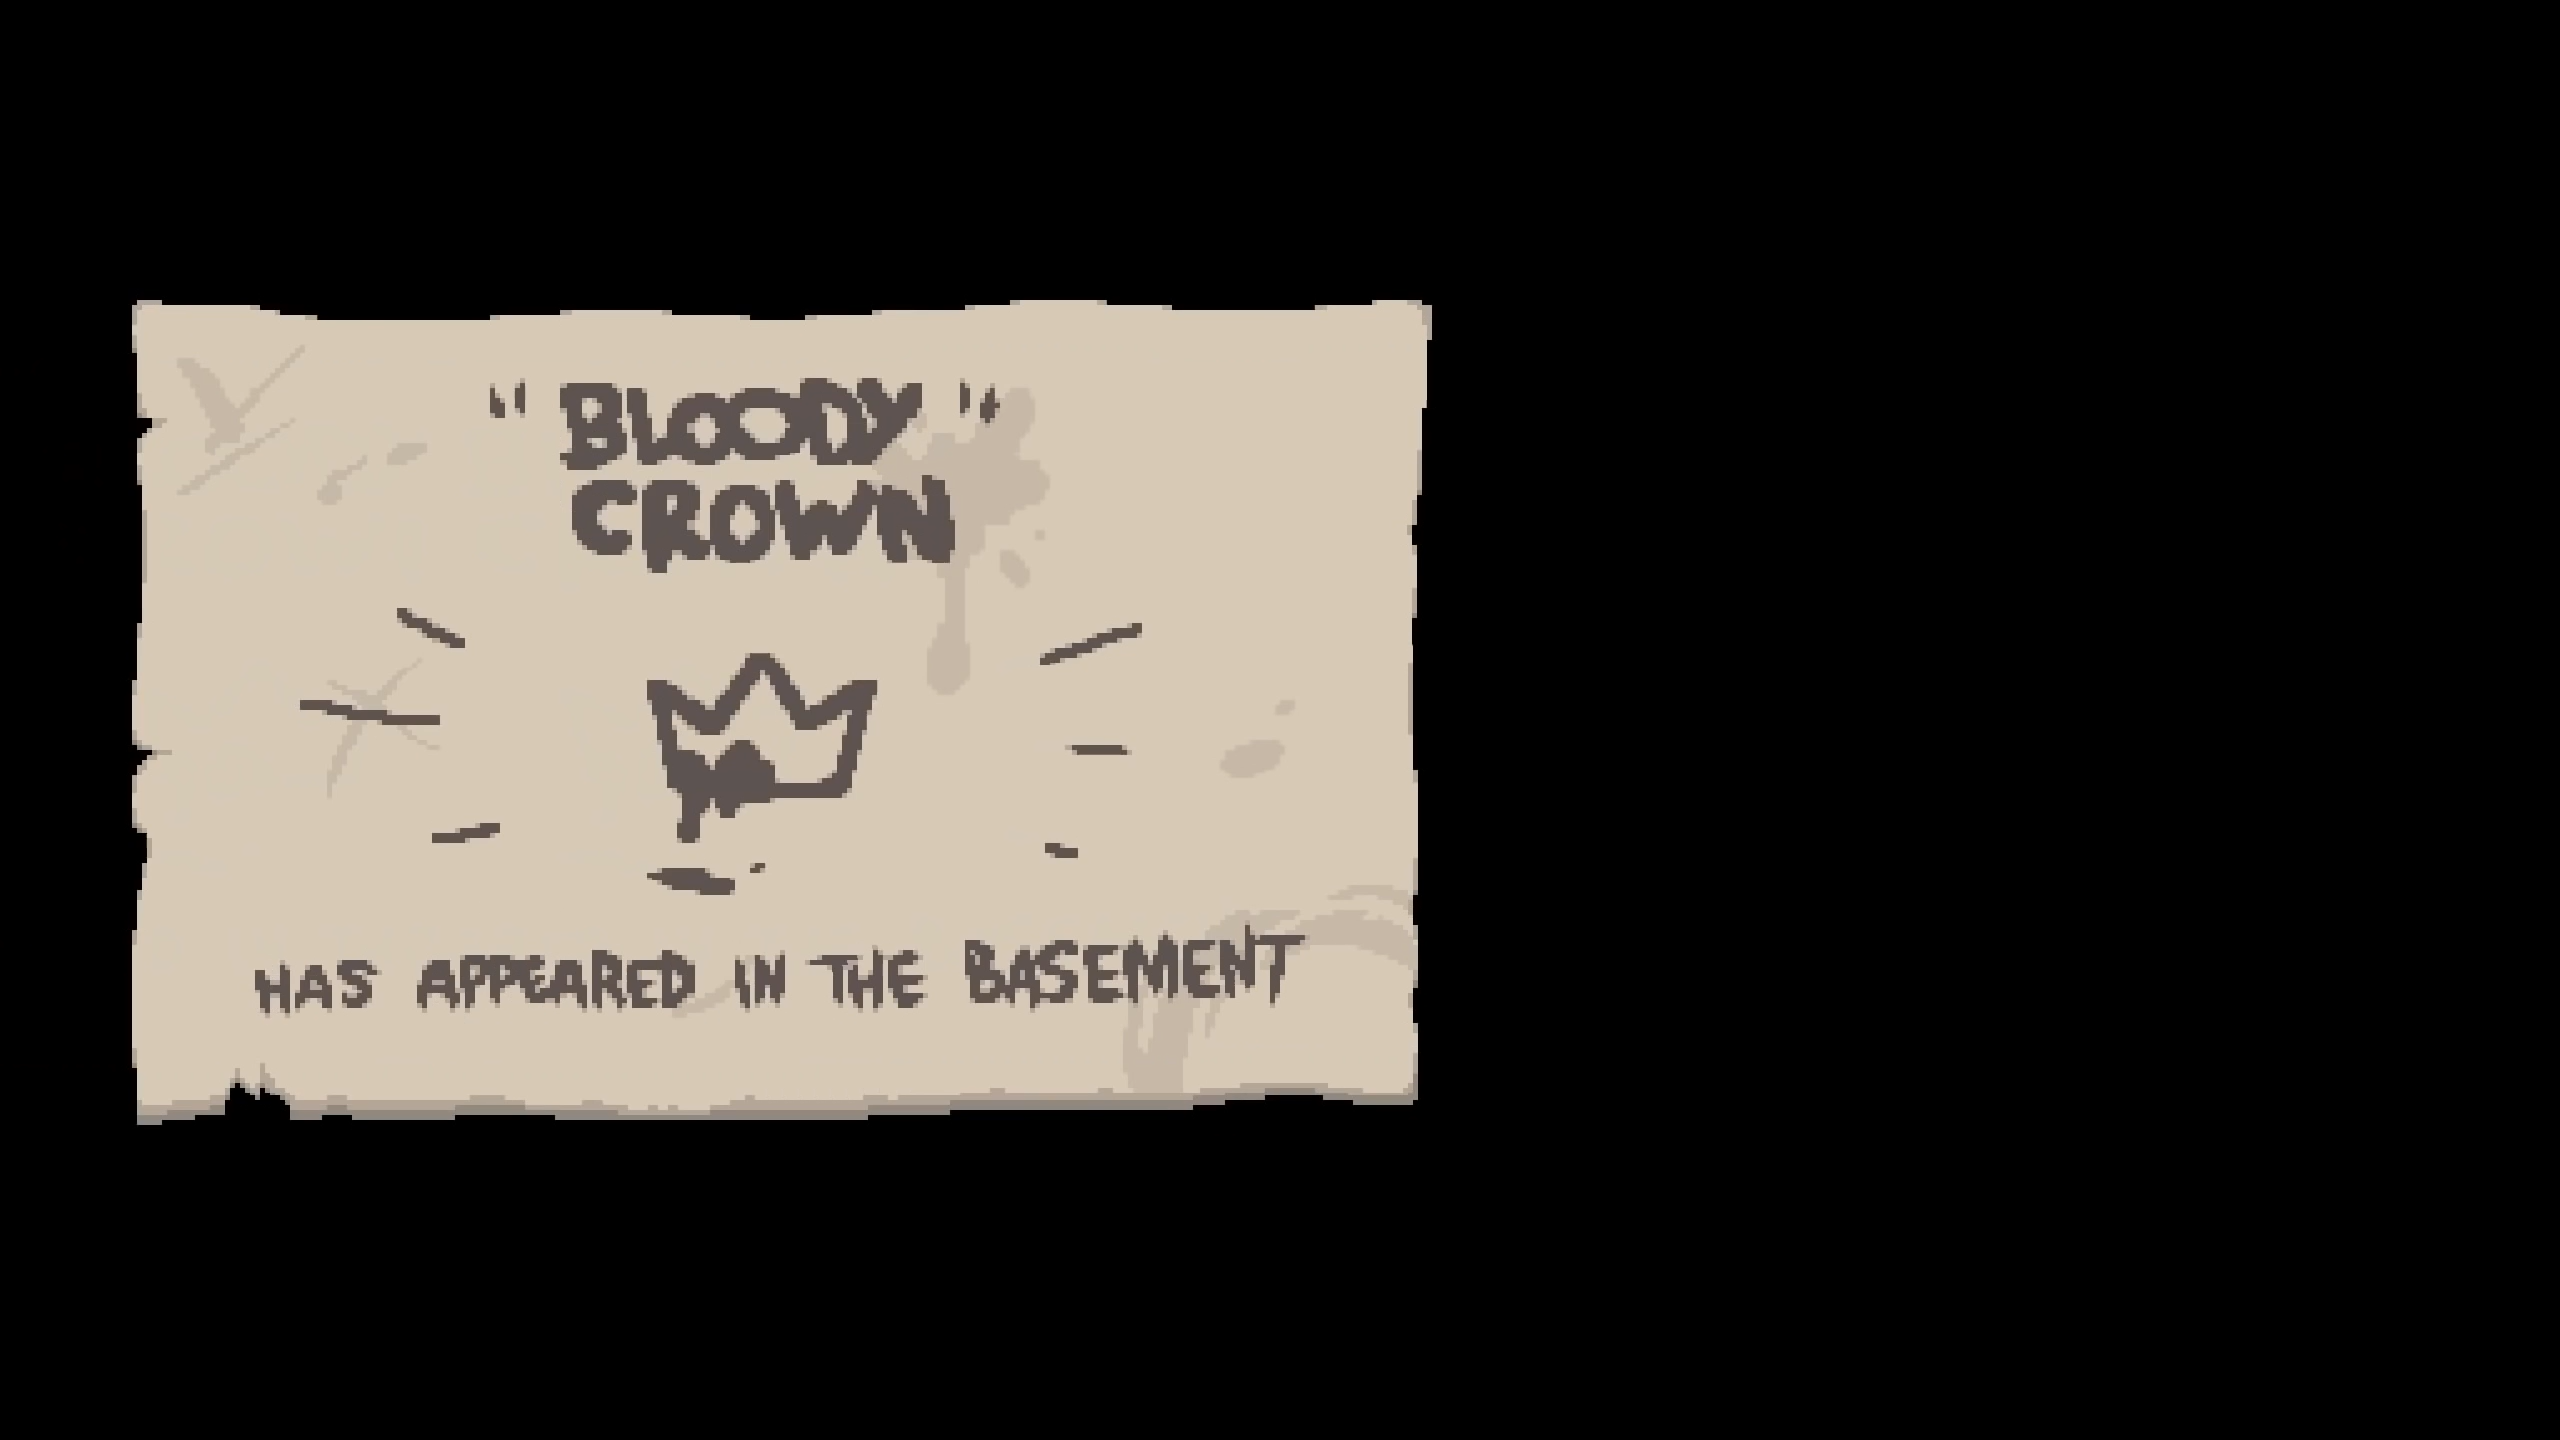 " BLOODY "
CROWN
HAS APPEARED IN THE BASEMENT